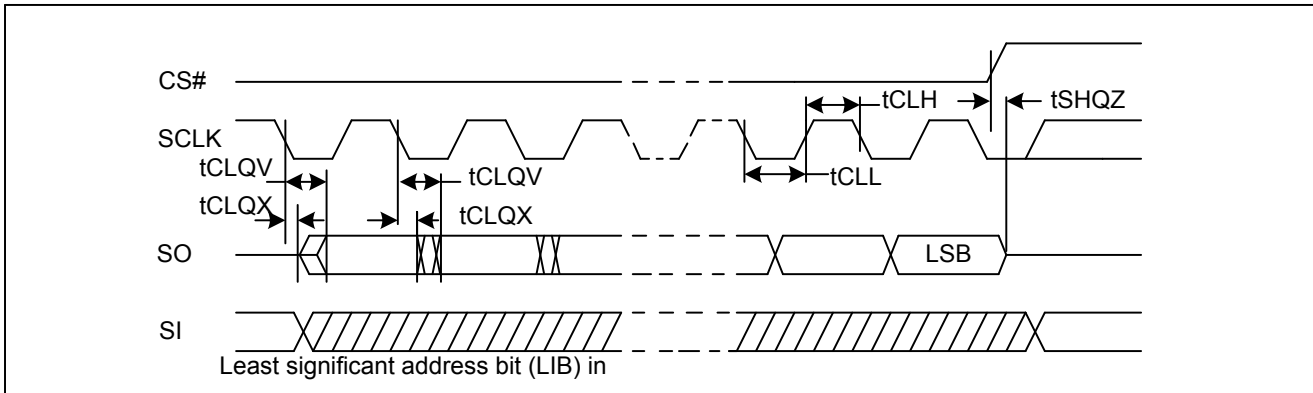 CS#
tCLH
tSHQZ
SCLK
tCLQV
tCLQV
tCLL
tCLQX
tCLQX
SO
LSB
SI
Least significant address bit (LIB) in